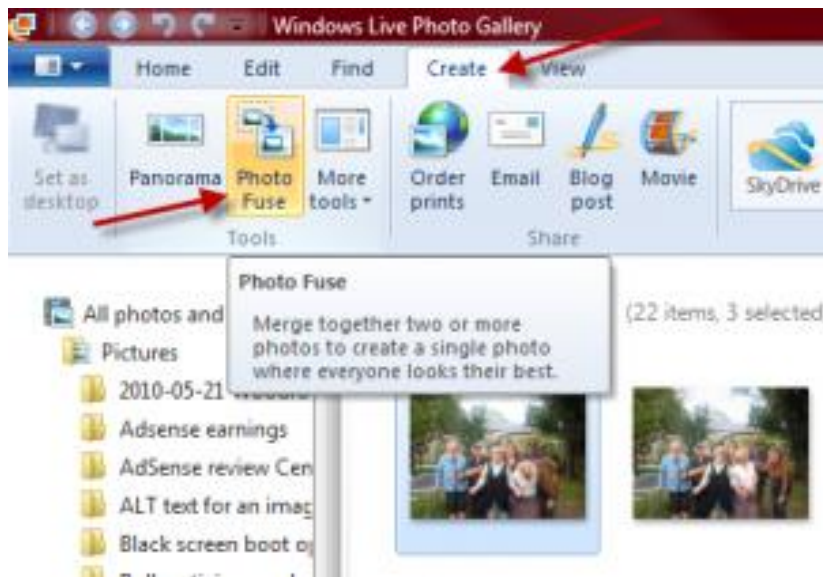 Windows Live Photo Gallery
Home Edit Find Create View
Set as desktop
Panorama
Photo Fuse
More tools
Order prints
Email
Blog post
Movie
SkyDrive
Tools
Share
Photo Fuse
Merge together two or more
photos to create a single photo
where everyone looks their best.
All photos and
(22 items, 3 selected
Pictures
2010-05-21
Adsense earnings
AdSense review Cen
ALT text for an imag
Black screen boot o